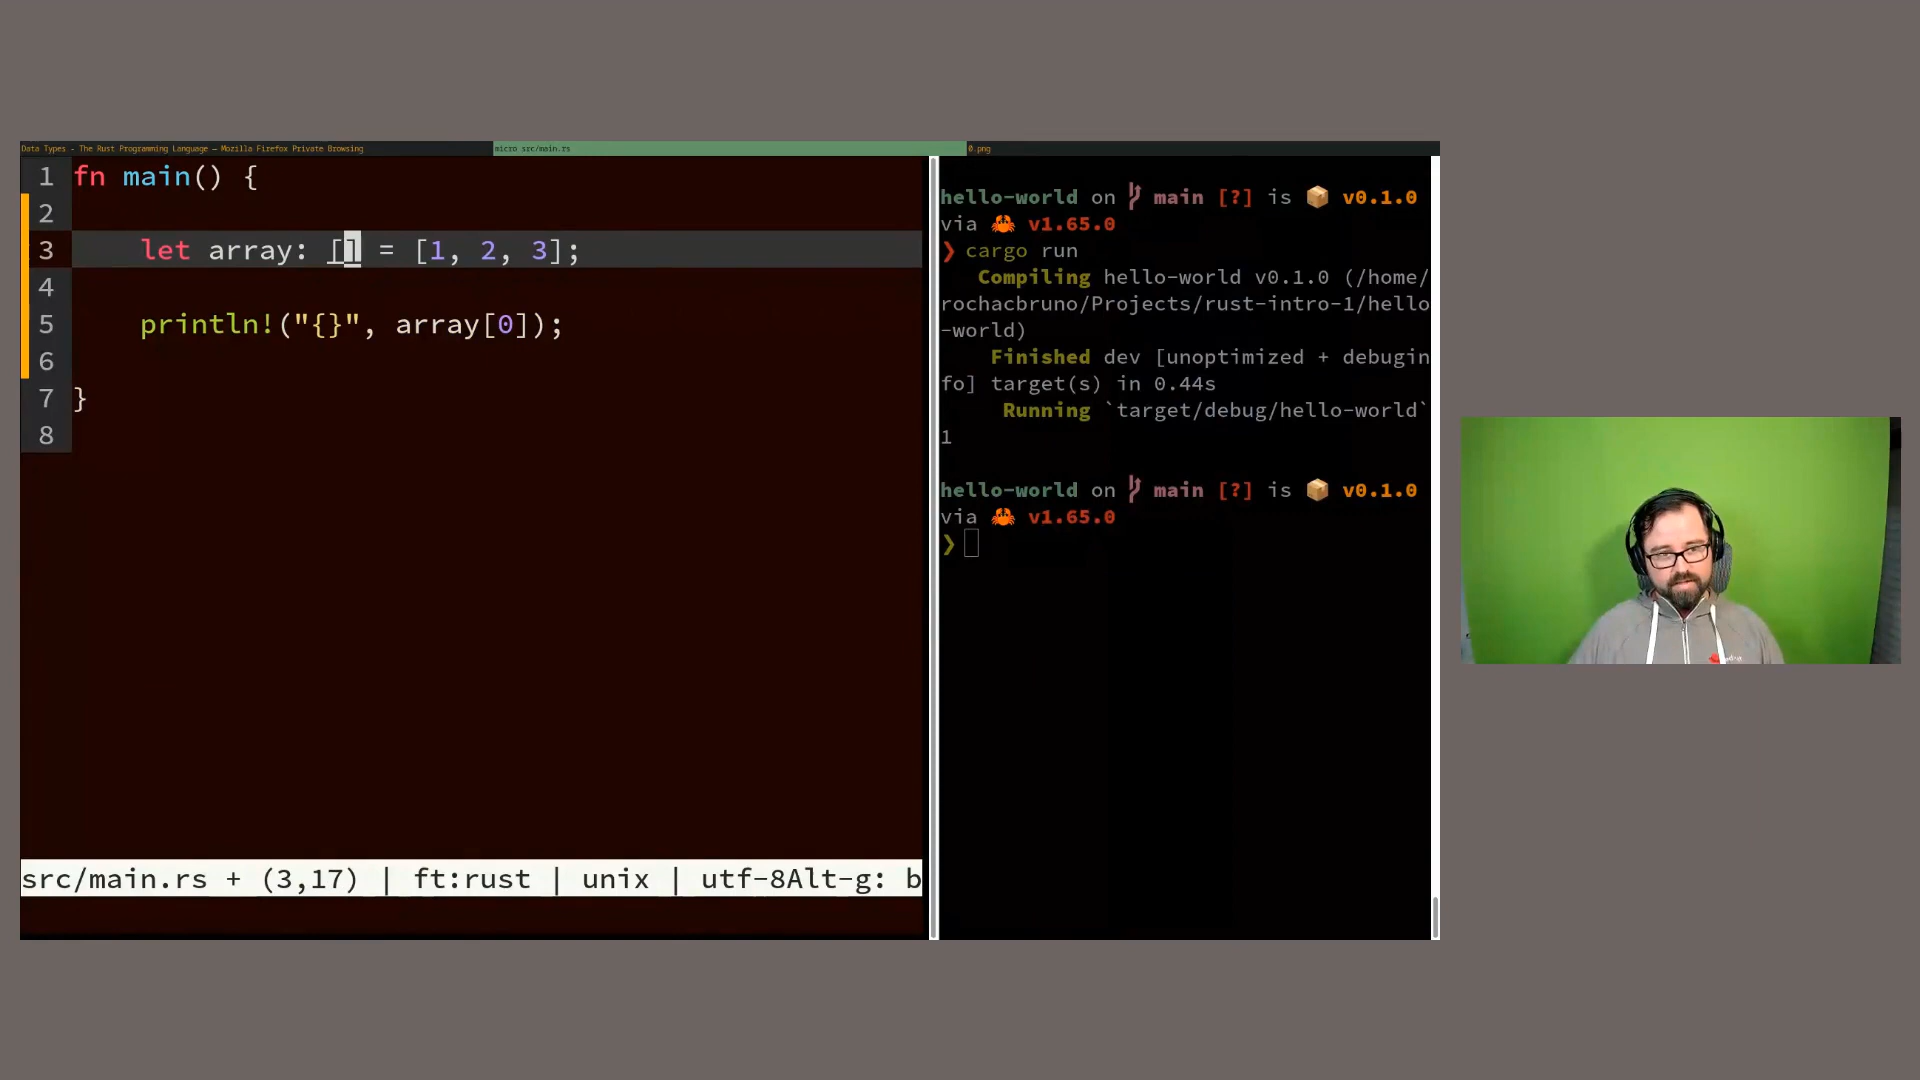 Data Types - The Rust Programming Language — Mozilla Firefox Private Browsing
micro src/main.rs
0.png
1 fn main() {
2
3     let array: [] = [1, 2, 3];
4
5     println!("{}", array[0]);
6
7 }
8
src/main.rs + (3,17) | ft:rust | unix | utf-8Alt-g: b
hello-world on main [?] is 📦 v0.1.0
via 🦀 v1.65.0
❯ cargo run
Compiling hello-world v0.1.0 (/home/
rochacbruno/Projects/rust-intro-1/hello
-world)
Finished dev [unoptimized + debugin
fo] target(s) in 0.44s
Running `target/debug/hello-world`
1
hello-world on main [?] is 📦 v0.1.0
via 🦀 v1.65.0
❯